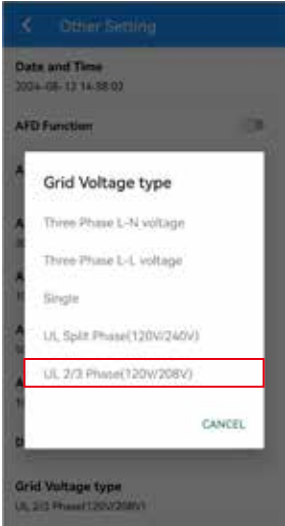 Other Setting
Date and Time
2024-08-13 14:38:02
AFD Function
Grid Voltage type
Three Phase L-N voltage
Three Phase L-L voltage
Single
UL Split Phase(120V/240V)
UL 2/3 Phase(120V/208V)
CANCEL
Grid Voltage type
UL 2/3 Phase(120V/208V)